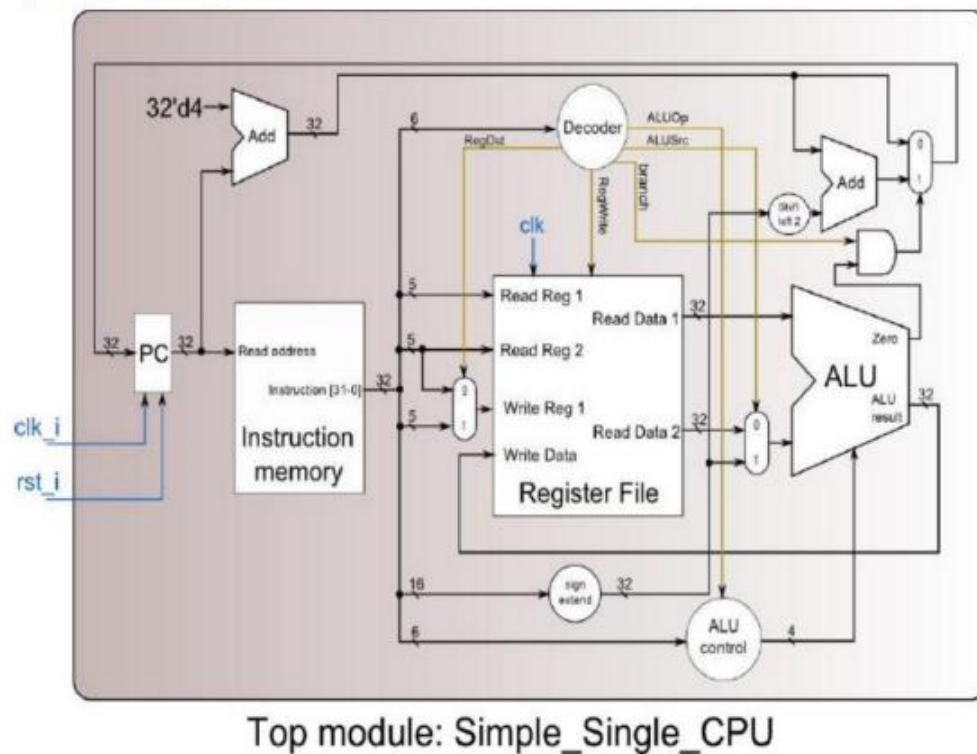 32'd4
Add
32
6
Decoder
ALUOp
ALUSrc
RegDst
RegWrite
branch
Add
0
1
left 2
clk
5
Read Reg 1
Read Data 1
32
Zero
ALU
ALU
result
32
32
PC
32
Read address
Instruction [31-0]
Instruction
memory
5
Read Reg 2
1
5
Write Reg 1
Write Data
Read Data 2
32
0
1
Register File
clk_i
rst_i
16
sign
extend
32
6
ALU
control
4
Top module: Simple_Single_CPU